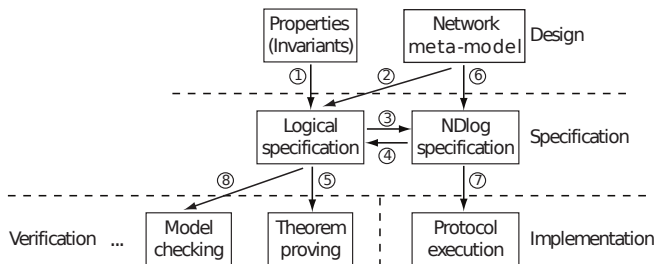 Properties
(Invariants)
Network
meta-model
Design
①
②
⑥
Logical
specification
③
④
NDlog
specification
Specification
⑧
⑤
⑦
Verification ...
Model
checking
Theorem
proving
Protocol
execution
Implementation